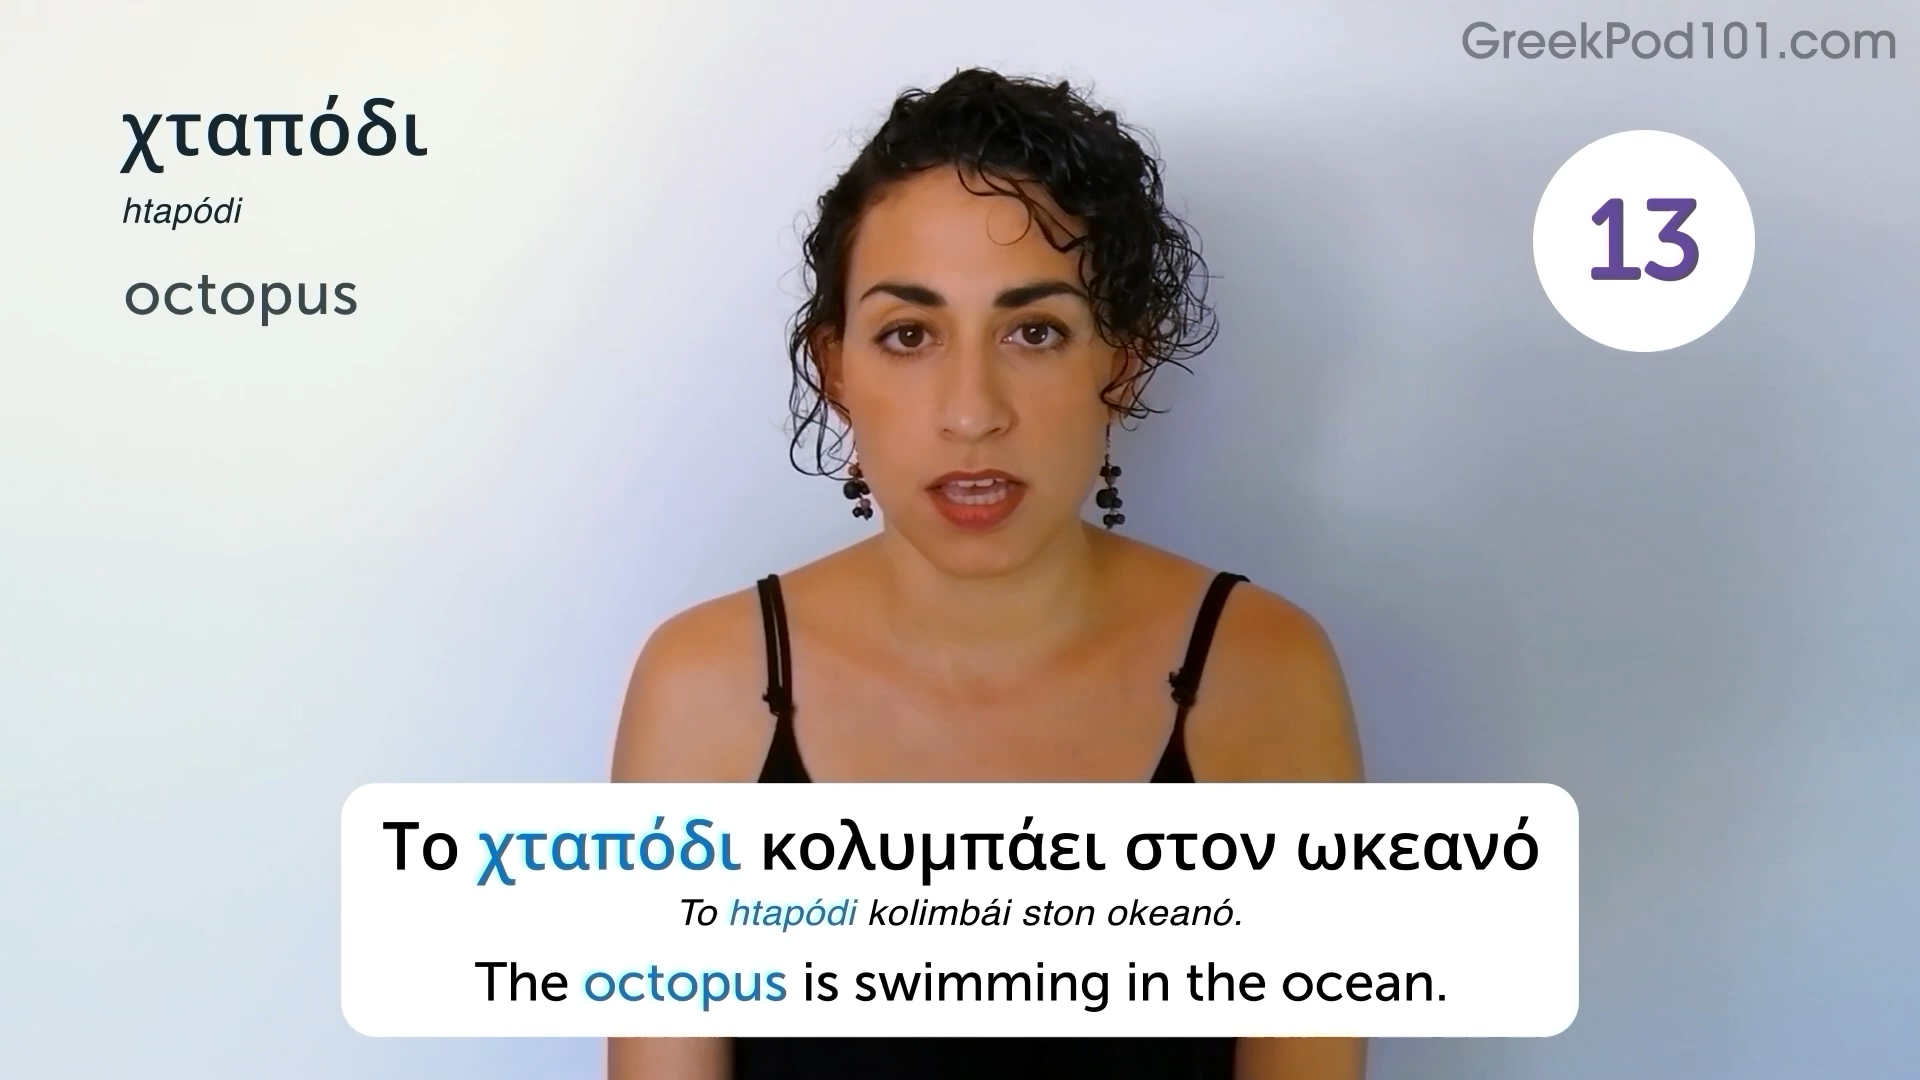 GreekPod101.com
χταπόδι
htapódi
octopus
13
Το χταπόδι κολυμπάει στον ωκεανό
To htapódi kolimbái ston okeanó.
The octopus is swimming in the ocean.